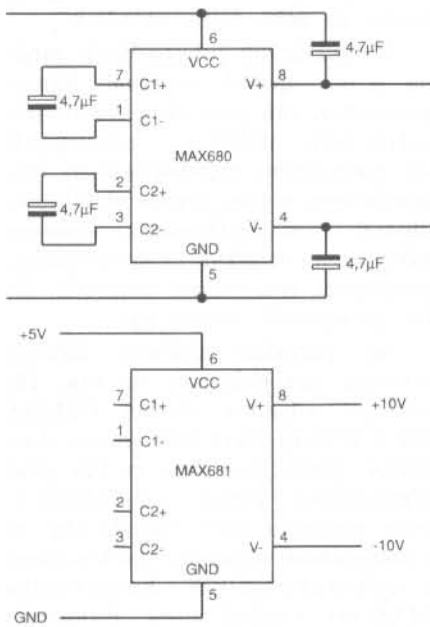 6
VCC
4,7µF
7 C1+ V+ 8
4,7µF
1 C1-
MAX680
2 C2+
4,7µF
3 C2- V- 4
GND
4,7µF
5
+5V
6
VCC
7 C1+ V+ 8 +10V
1 C1-
MAX681
2 C2+
3 C2- V- 4 -10V
GND
5
GND